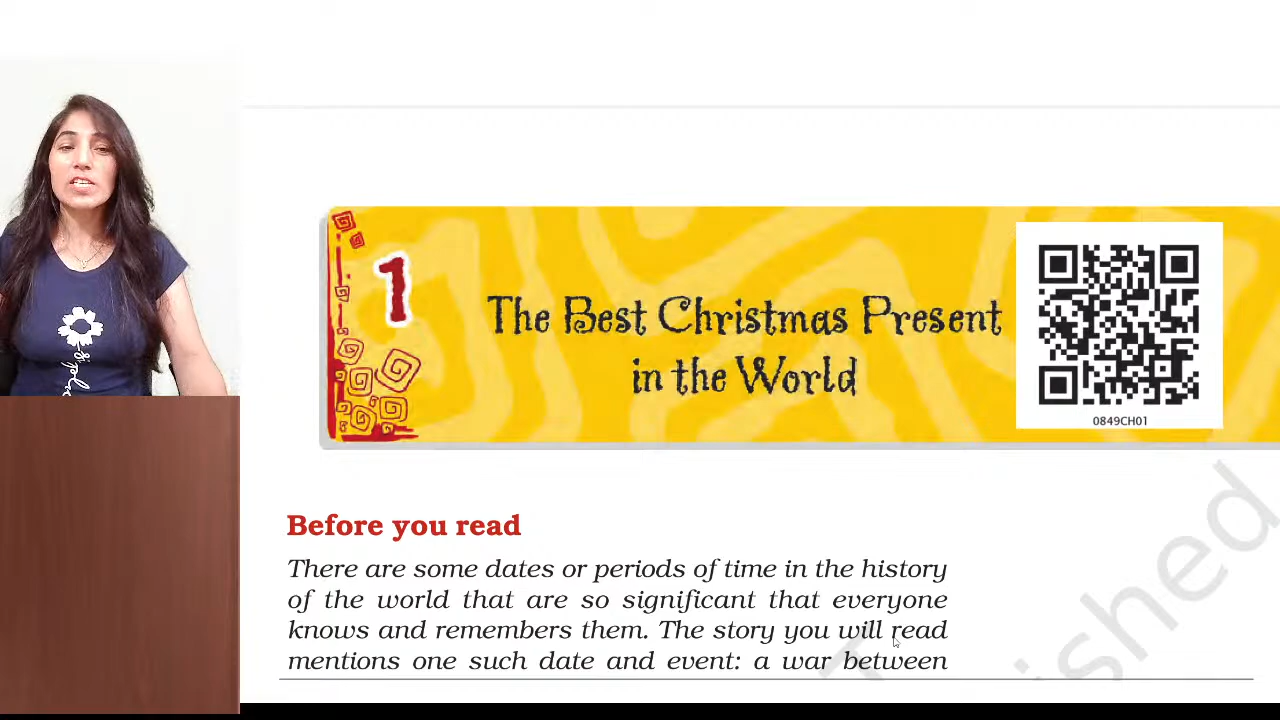 1
The Best Christmas Present
in the World
0849CH01
Before you read
There are some dates or periods of time in the history
of the world that are so significant that everyone
knows and remembers them. The story you will read
mentions one such date and event: a war between